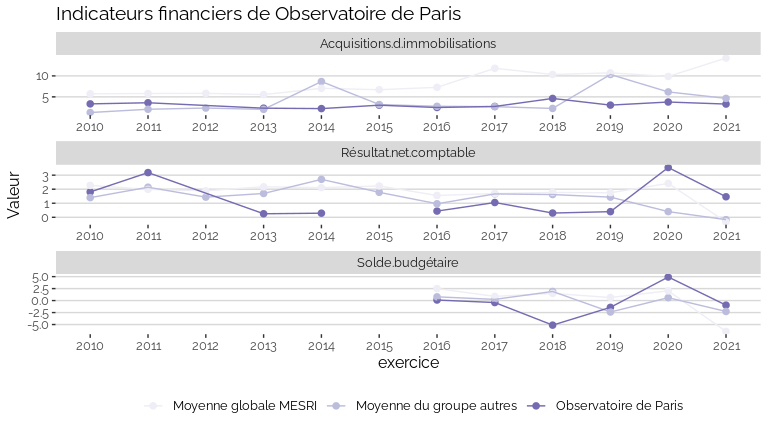 Indicateurs financiers de Observatoire de Paris
Acquisitions.d.immobilisations
10
5
2010 2011 2012 2013 2014 2015 2016 2017 2018 2019 2020 2021
Résultat.net.comptable
3
2
1
0
2010 2011 2012 2013 2014 2015 2016 2017 2018 2019 2020 2021
Solde.budgétaire
5.0
2.5
0.0
-2.5
-5.0
2010 2011 2012 2013 2014 2015 2016 2017 2018 2019 2020 2021
Valeur
exercice
Moyenne globale MESRI Moyenne du groupe autres Observatoire de Paris